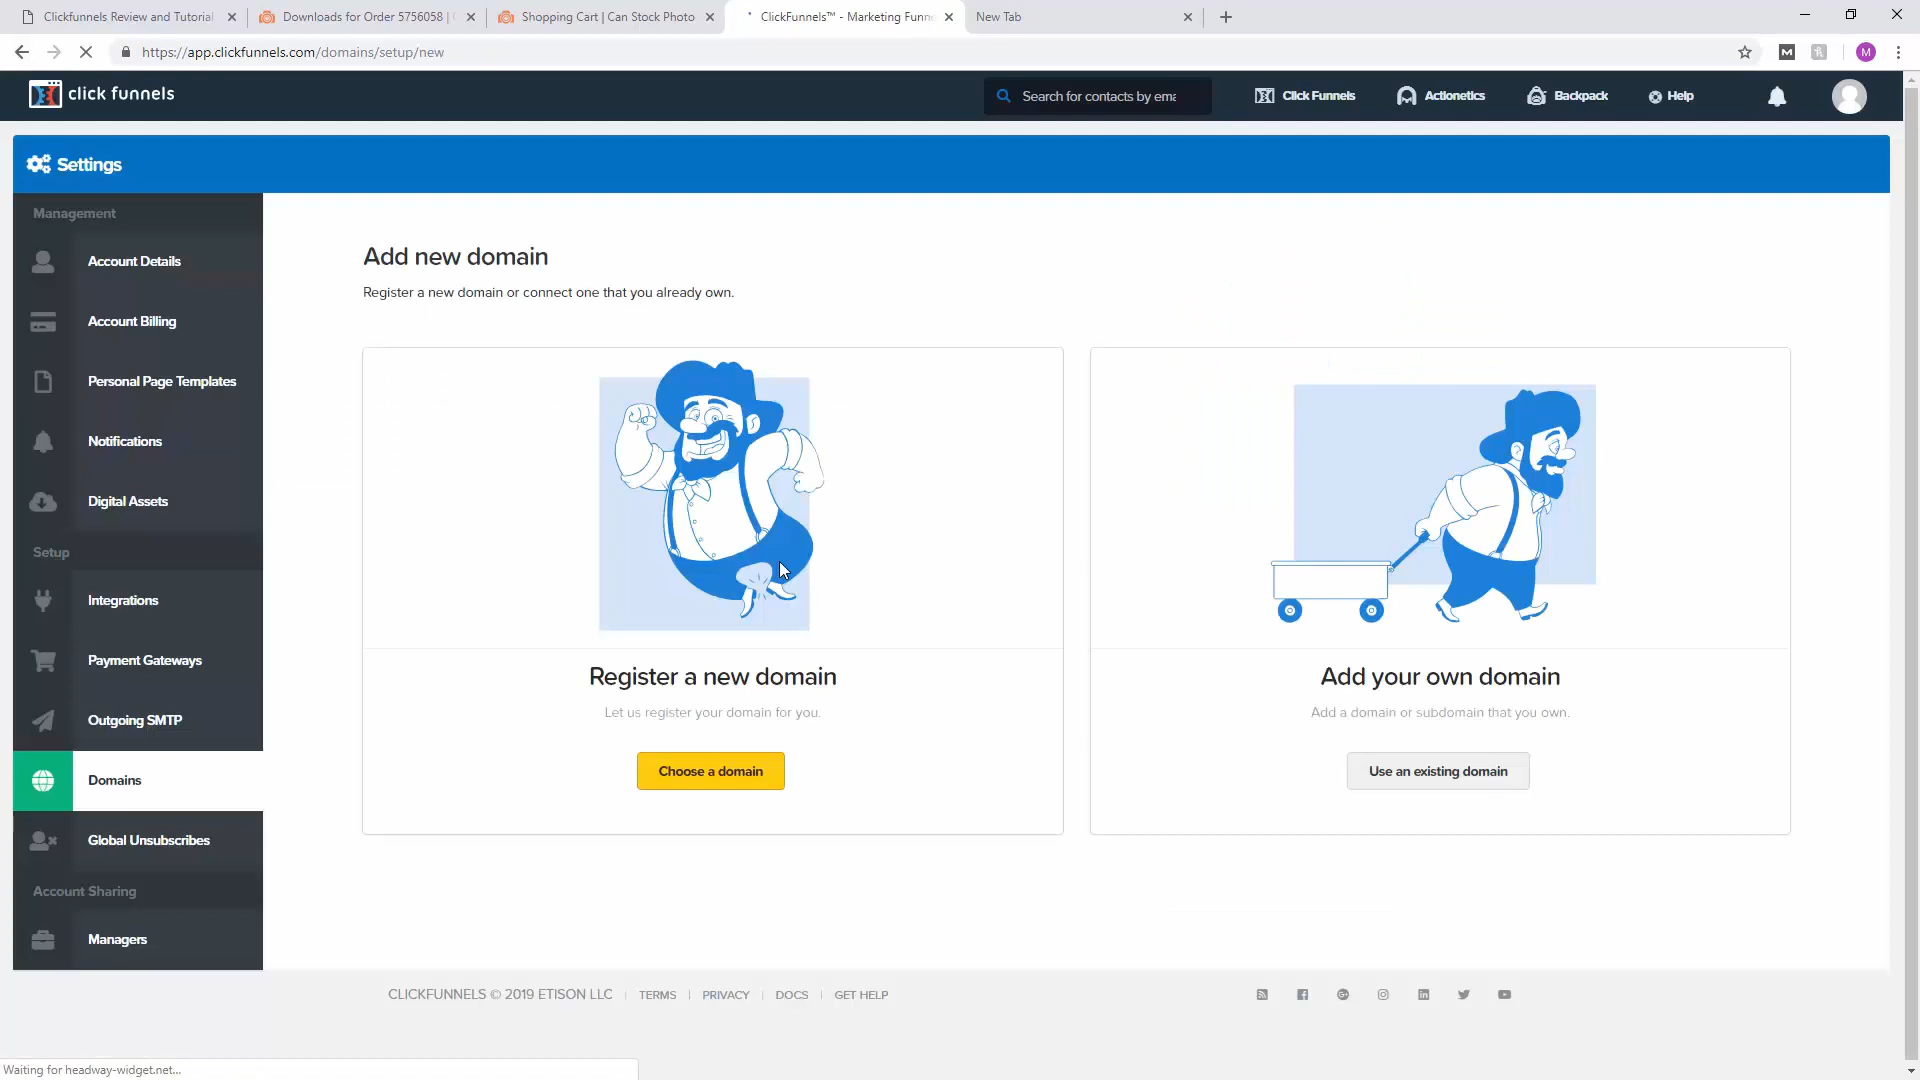 Clickfunnels Review and Tutorial
Downloads for Order 5756058 |
Shopping Cart | Can Stock Photo
ClickFunnels™ - Marketing Funne
New Tab
https://app.clickfunnels.com/domains/setup/new
M
M
click funnels
Search for contacts by ema
Click Funnels
Actionetics
Backpack
Help
Settings
Management
Account Details
Account Billing
Personal Page Templates
Notifications
Digital Assets
Setup
Integrations
Payment Gateways
Outgoing SMTP
Domains
Global Unsubscribes
Account Sharing
Managers
Add new domain
Register a new domain or connect one that you already own.
Register a new domain
Let us register your domain for you.
Choose a domain
Add your own domain
Add a domain or subdomain that you own.
Use an existing domain
CLICKFUNNELS © 2019 ETISON LLC | TERMS | PRIVACY | DOCS | GET HELP
Waiting for headway-widget.net...